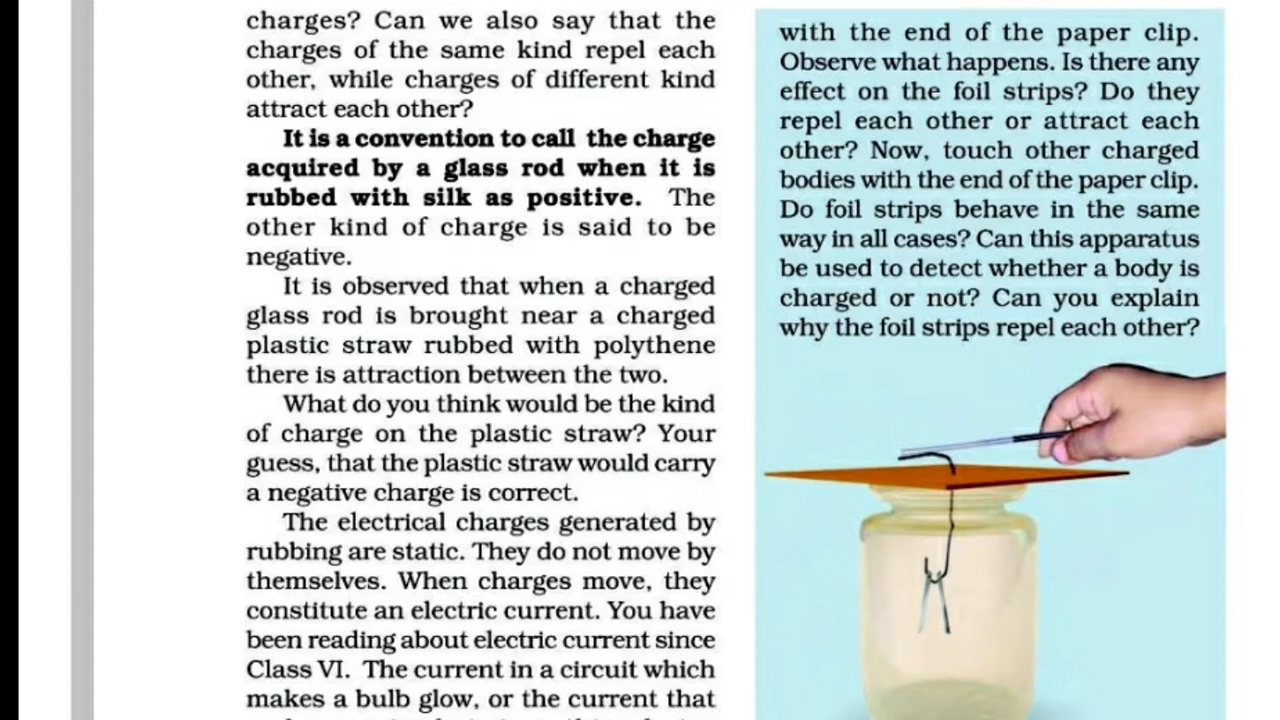 charges? Can we also say that the
charges of the same kind repel each
other, while charges of different kind
attract each other?
It is a convention to call the charge
acquired by a glass rod when it is
rubbed with silk as positive. The
other kind of charge is said to be
negative.
It is observed that when a charged
glass rod is brought near a charged
plastic straw rubbed with polythene
there is attraction between the two.
What do you think would be the kind
of charge on the plastic straw? Your
guess, that the plastic straw would carry
a negative charge is correct.
The electrical charges generated by
rubbing are static. They do not move by
themselves. When charges move, they
constitute an electric current. You have
been reading about electric current since
Class VI. The current in a circuit which
makes a bulb glow, or the current that
with the end of the paper clip.
Observe what happens. Is there any
effect on the foil strips? Do they
repel each other or attract each
other? Now, touch other charged
bodies with the end of the paper clip.
Do foil strips behave in the same
way in all cases? Can this apparatus
be used to detect whether a body is
charged or not? Can you explain
why the foil strips repel each other?